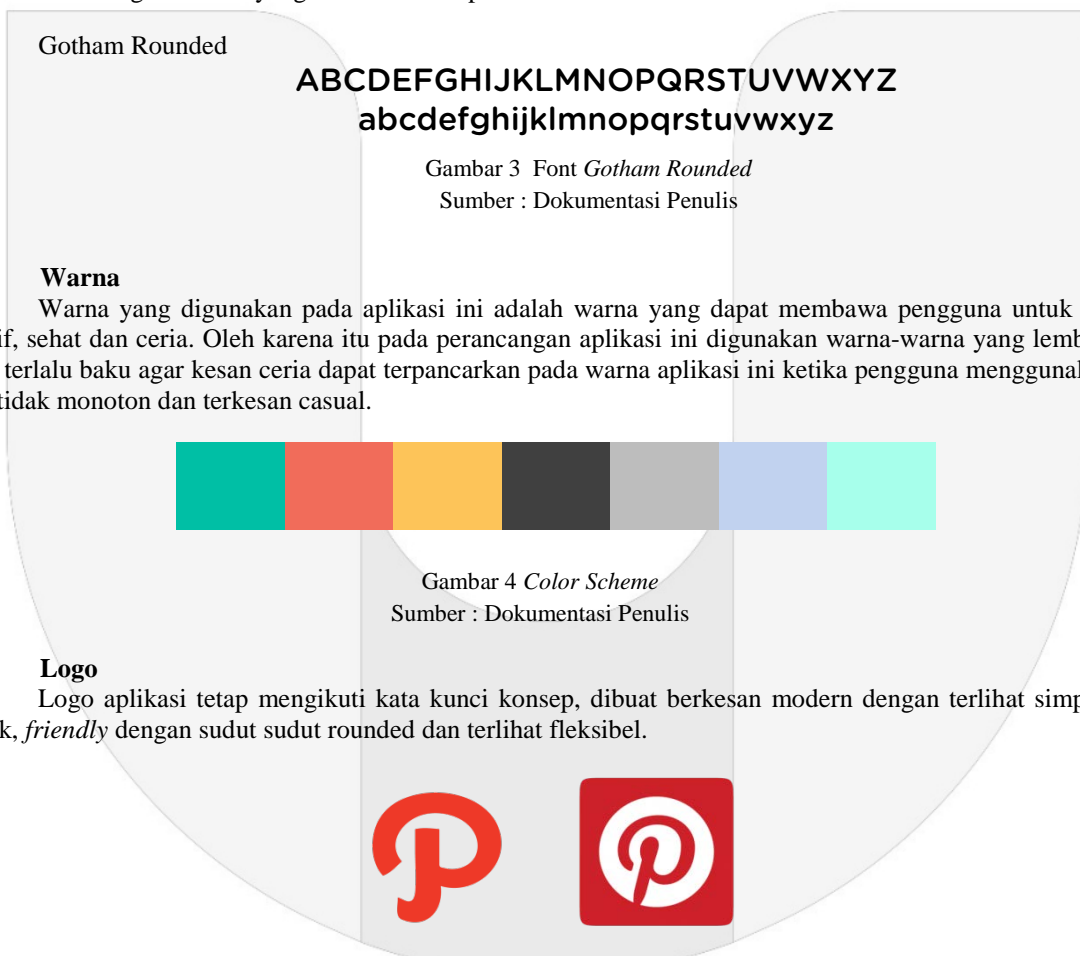 Gotham Rounded
ABCDEFGHIJKLMNOPQRSTUVWXYZ
abcdefghijklmnopqrstuvwxyz
Gambar 3 Font Gotham Rounded
Sumber : Dokumentasi Penulis
Warna
Warna yang digunakan pada aplikasi ini adalah warna yang dapat membawa pengguna untuk
sehat dan ceria. Oleh karena itu pada perancangan aplikasi ini digunakan warna-warna yang
terlalu baku agar kesan ceria dapat terpancarkan pada warna aplikasi ini ketika pengguna
tidak monoton dan terkesan casual.
Gambar 4 Color Scheme
Sumber : Dokumentasi Penulis
Logo
Logo aplikasi tetap mengikuti kata kunci konsep, dibuat berkesan modern dengan terlihat
friendly dengan sudut sudut rounded dan terlihat fleksibel.